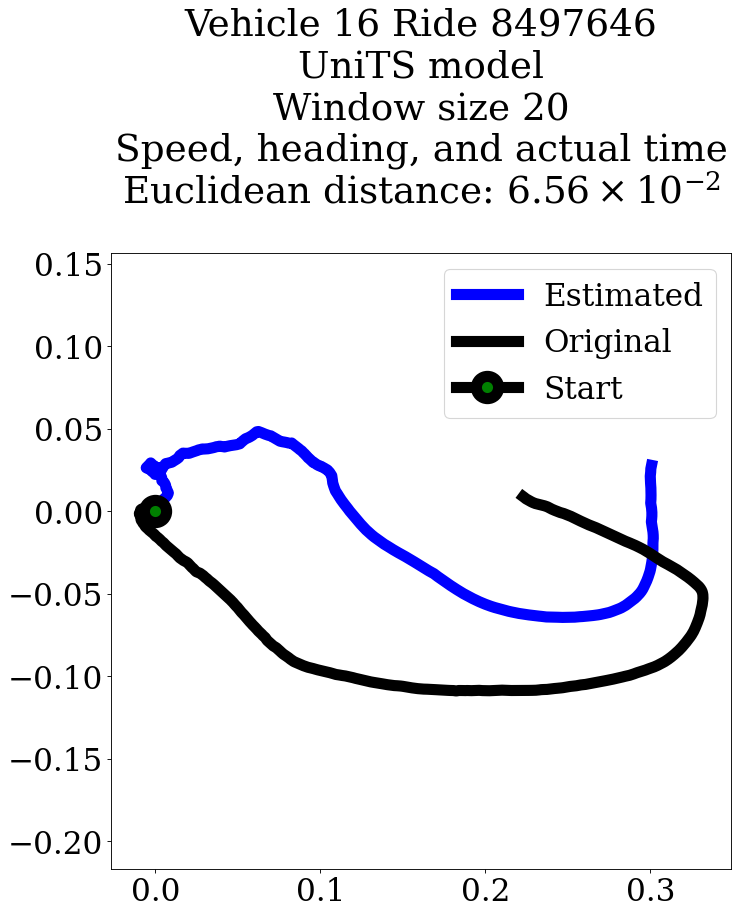 Vehicle 16 Ride 8497646
UniTS model
Window size 20
Speed, heading, and actual time
Euclidean distance: 6.56 × 10⁻²
Estimated
Original
Start
0.15
0.10
0.05
0.00
−0.05
−0.10
−0.15
−0.20
0.0 0.1 0.2 0.3